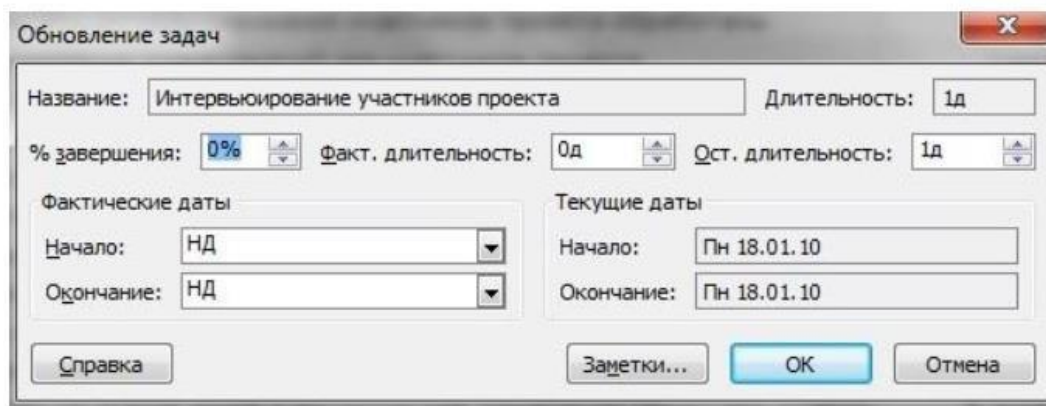 Обновление задач
Название: Интервьюирование участников проекта Длительность: 1д
% завершения: 0% Факт. длительность: 0д Ост. длительность: 1д
Фактические даты
Начало: НД
Окончание: НД
Текущие даты
Начало: Пн 18.01.10
Окончание: Пн 18.01.10
Справка Заметки... ОК Отмена